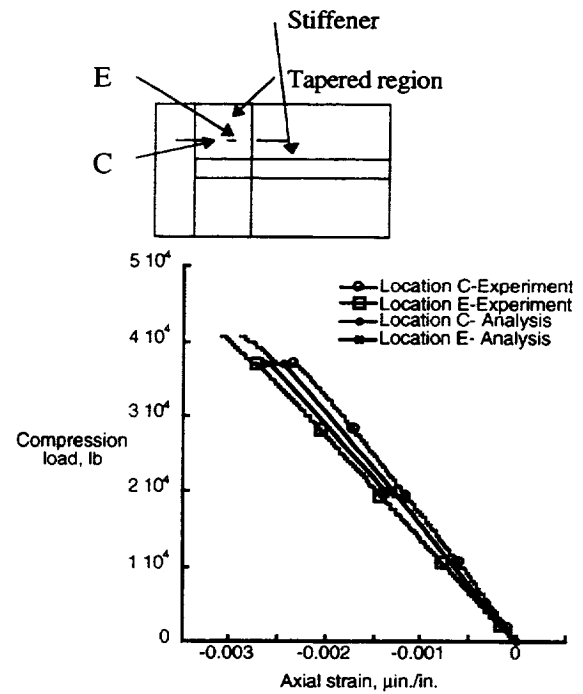 Stiffener
E
Tapered region
C
5 10⁴
Location C-Experiment
Location E-Experiment
Location C- Analysis
Location E- Analysis
4 10⁴
3 10⁴
Compression
load, lb
2 10⁴
1 10⁴
0
-0.003 -0.002 -0.001 0
Axial strain, μin./in.